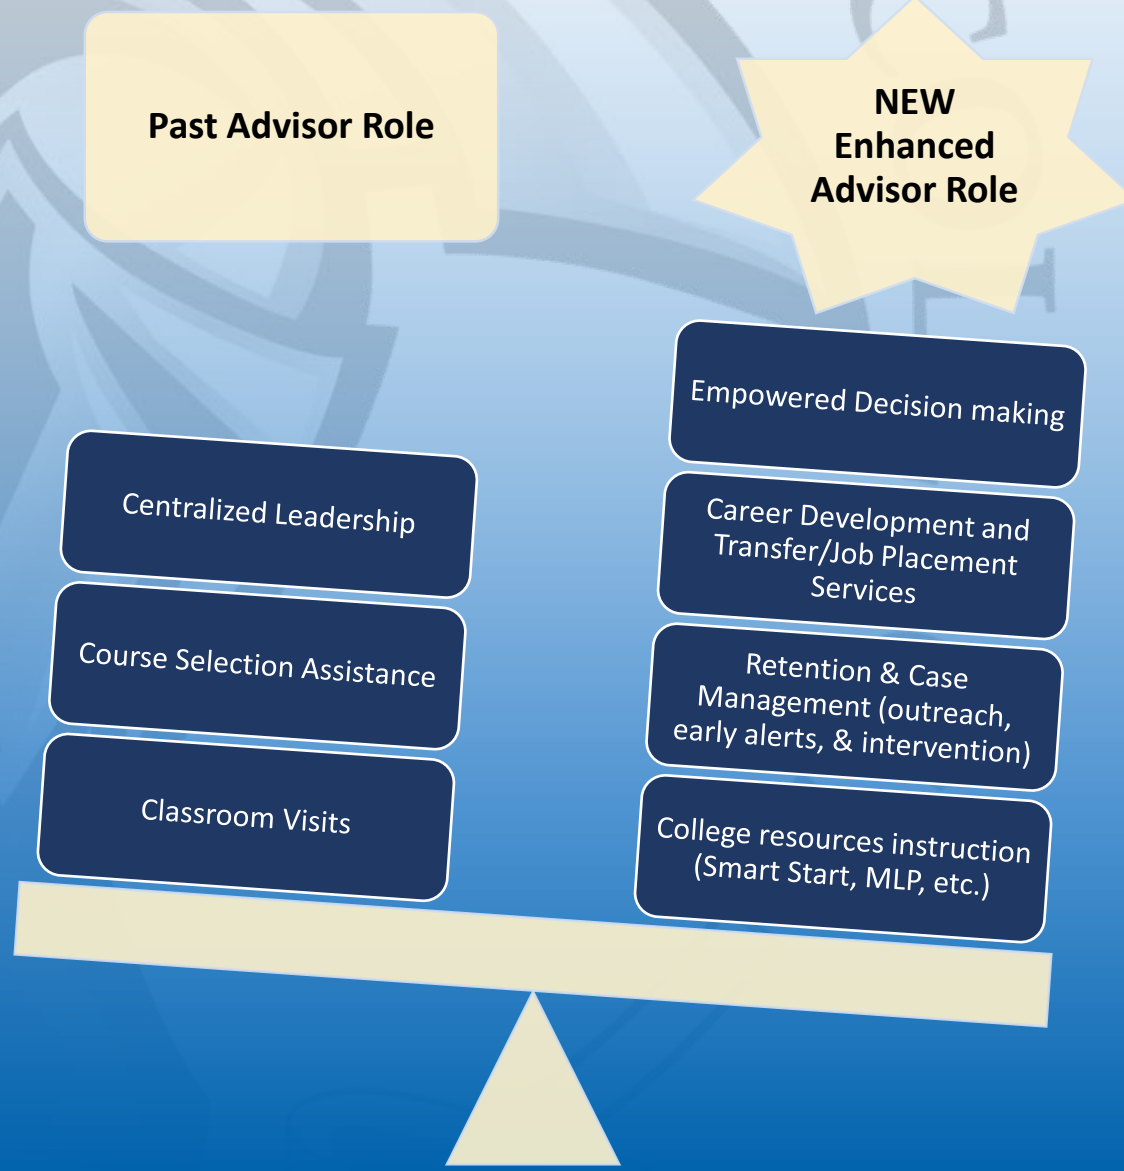 Past Advisor Role
NEW
Enhanced
Advisor Role
Centralized Leadership
Course Selection Assistance
Classroom Visits
Empowered Decision making
Career Development and
Transfer/Job Placement
Services
Retention & Case
Management (outreach,
early alerts, & intervention)
College resources instruction
(Smart Start, MLP, etc.)